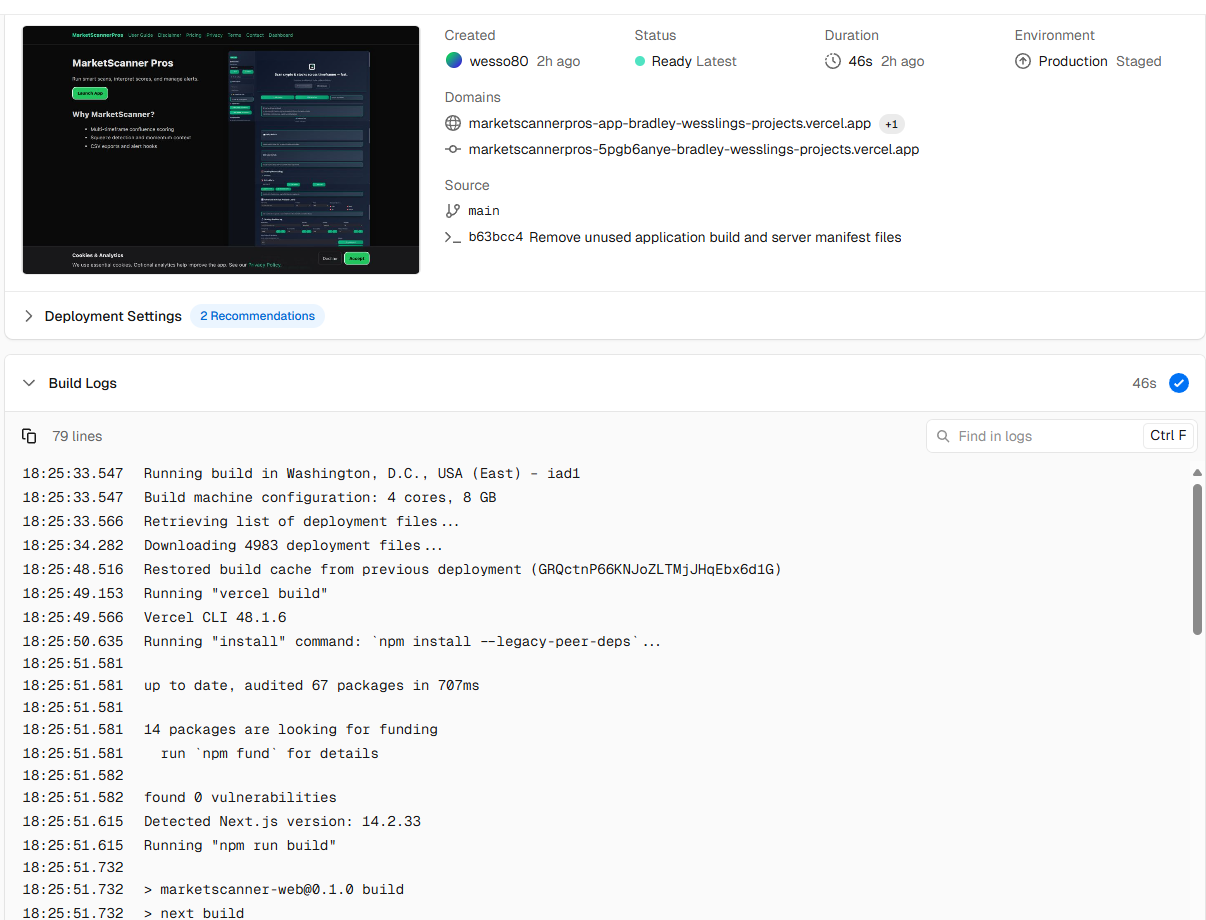 MarketScannerPros User Guide Disclaimer Pricing Privacy Terms Contact Dashboard
MarketScanner Pros
Run smart scans, interpret scores, and manage alerts.
Launch App
Why MarketScanner?
• Multi-timeframe confluence scoring
• Squeeze detection and momentum context
• CSV exports and alert hooks
Cookies & Analytics
We use essential cookies. Optional analytics help improve the app. See our Privacy Policy.
Decline
Accept
Created
wesso80 2h ago
Status
Ready Latest
Duration
46s 2h ago
Environment
Production Staged
Domains
marketscannerpros-app-bradley-wesslings-projects.vercel.app +1
marketscannerpros-5pgb6anye-bradley-wesslings-projects.vercel.app
Source
main
b63bcc4 Remove unused application build and server manifest files
Deployment Settings 2 Recommendations
Build Logs 46s
79 lines Find in logs Ctrl F
18:25:33.547 Running build in Washington, D.C., USA (East) – iad1
18:25:33.547 Build machine configuration: 4 cores, 8 GB
18:25:33.566 Retrieving list of deployment files...
18:25:34.282 Downloading 4983 deployment files...
18:25:48.516 Restored build cache from previous deployment (GRQctnP66KNJoZLTMjJHqEbx6d1G)
18:25:49.153 Running "vercel build"
18:25:49.566 Vercel CLI 48.1.6
18:25:50.635 Running "install" command: `npm install --legacy-peer-deps`...
18:25:51.581
18:25:51.581 up to date, audited 67 packages in 707ms
18:25:51.581
18:25:51.581 14 packages are looking for funding
18:25:51.581 run `npm fund` for details
18:25:51.582
18:25:51.582 found 0 vulnerabilities
18:25:51.615 Detected Next.js version: 14.2.33
18:25:51.615 Running "npm run build"
18:25:51.732
18:25:51.732 > marketscanner-web@0.1.0 build
18:25:51.732 > next build